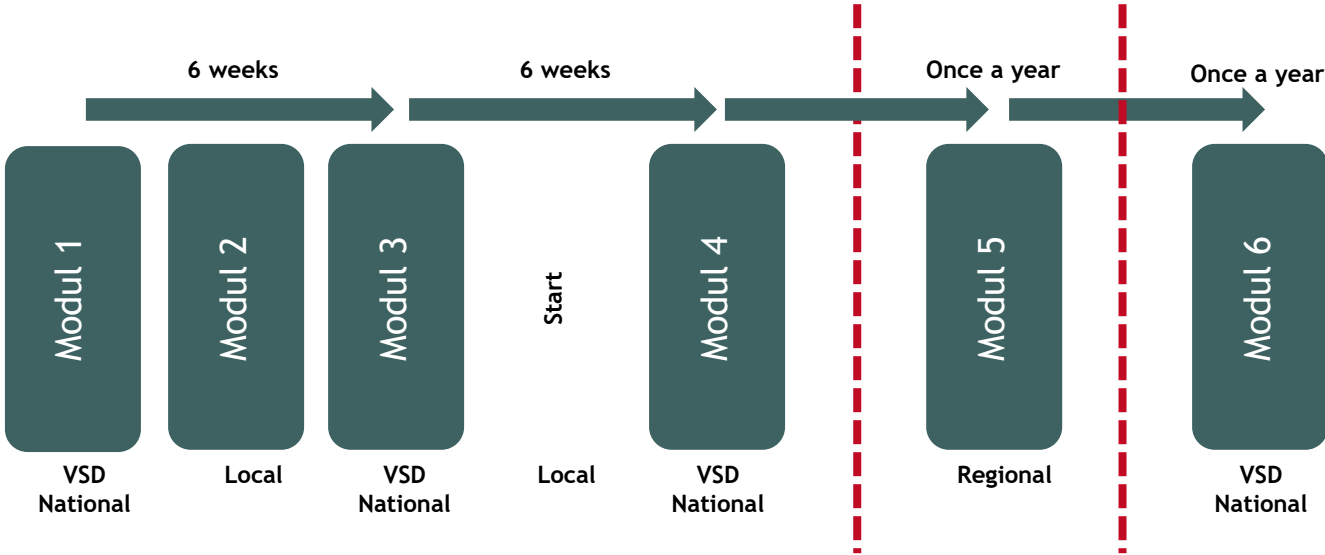 6 weeks
6 weeks
Once a year
Once a year
Modul 1
Modul 2
Modul 3
Start
Modul 4
Modul 5
Modul 6
VSD
National
Local
VSD
National
Local
VSD
National
Regional
VSD
National